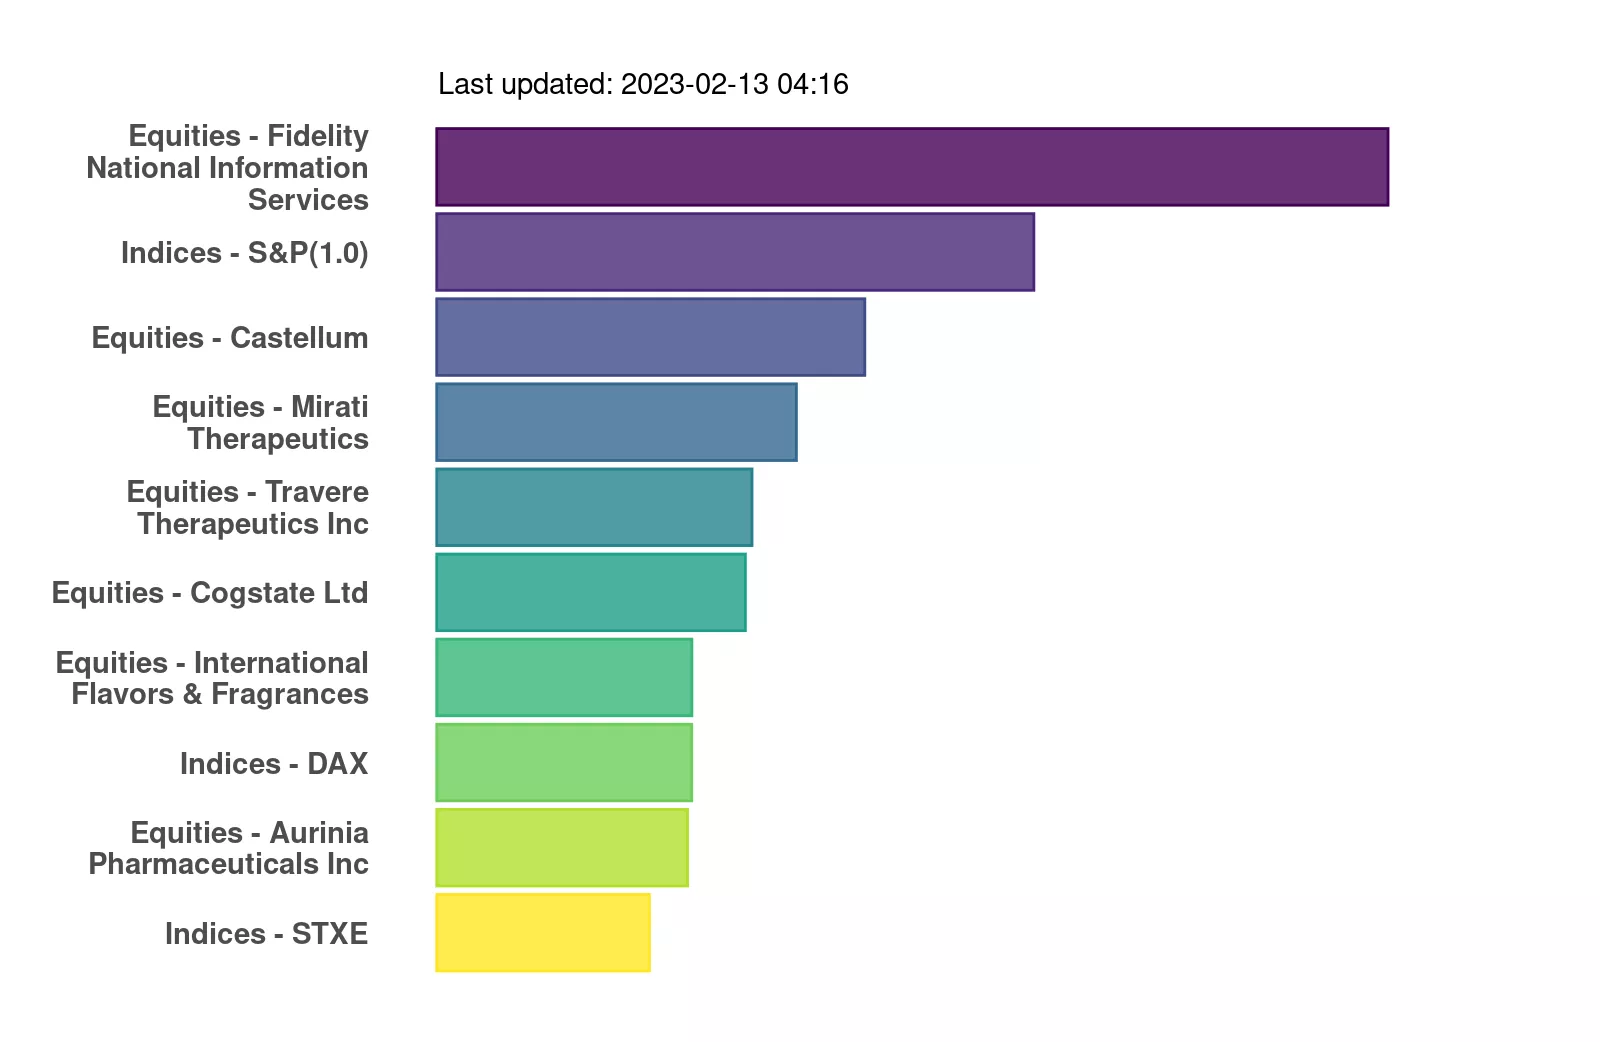 Last updated: 2023-02-13 04:16
Equities - Fidelity
National Information
Services
Indices - S&P(1.0)
Equities - Castellum
Equities - Mirati
Therapeutics
Equities - Travere
Therapeutics Inc
Equities - Cogstate Ltd
Equities - International
Flavors & Fragrances
Indices - DAX
Equities - Aurinia
Pharmaceuticals Inc
Indices - STXE